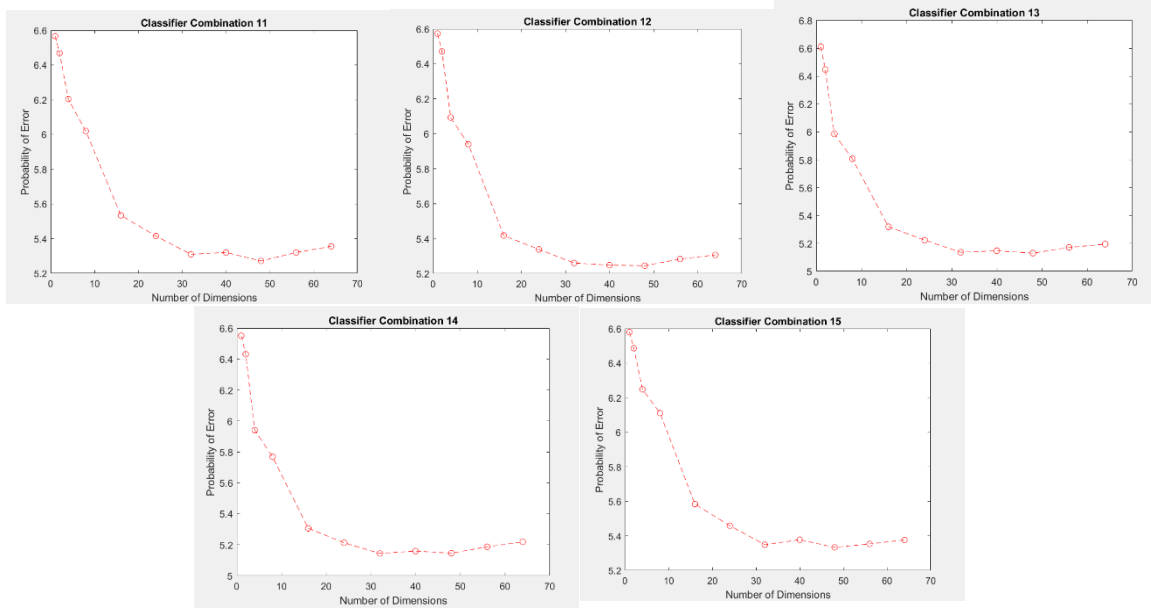 Classifier Combination 11
6.6
6.4
6.2
6
5.8
5.6
5.4
5.2
Probability of Error
0 10 20 30 40 50 60 70
Number of Dimensions
Classifier Combination 12
6.6
6.4
6.2
6
5.8
5.6
5.4
5.2
Probability of Error
0 10 20 30 40 50 60 70
Number of Dimensions
Classifier Combination 13
6.8
6.6
6.4
6.2
6
5.8
5.6
5.4
5.2
5
Probability of Error
0 10 20 30 40 50 60 70
Number of Dimensions
Classifier Combination 14
6.6
6.4
6.2
6
5.8
5.6
5.4
5.2
5
Probability of Error
0 10 20 30 40 50 60 70
Number of Dimensions
Classifier Combination 15
6.6
6.4
6.2
6
5.8
5.6
5.4
5.2
Probability of Error
0 10 20 30 40 50 60 70
Number of Dimensions